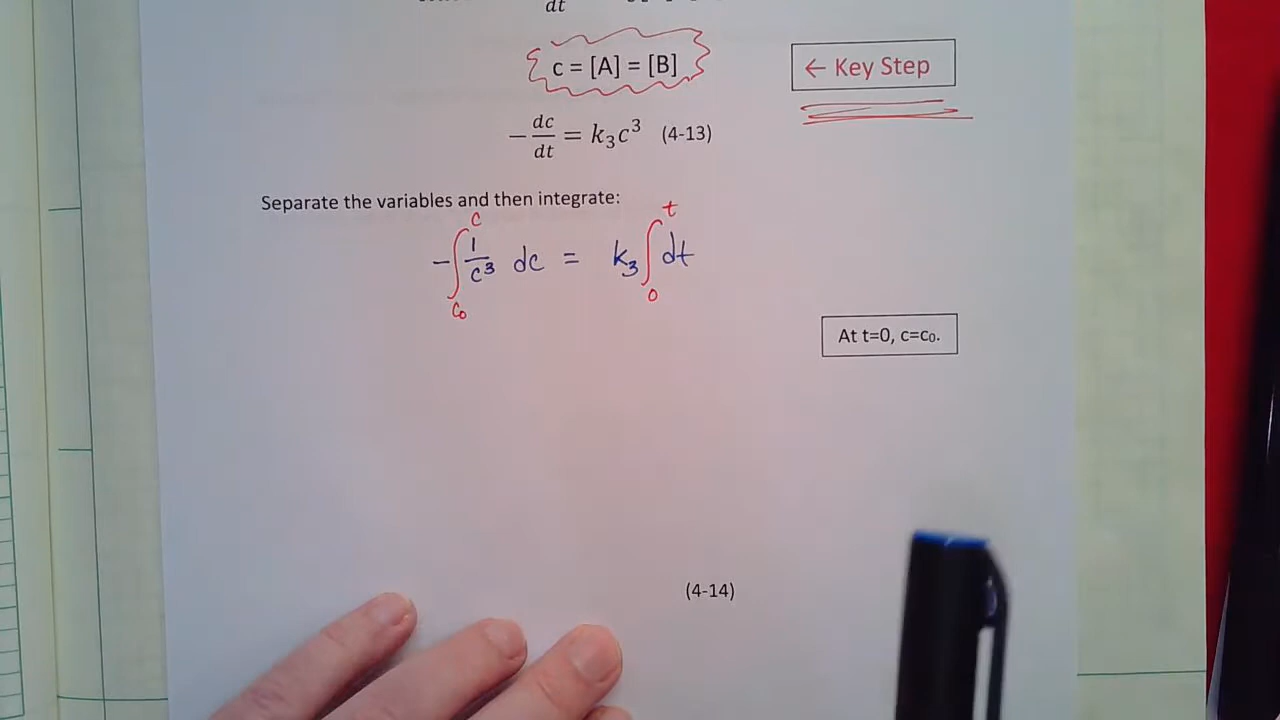 dt
c = [A] = [B]
← Key Step
−dc/dt = k₃c³ (4-13)
Separate the variables and then integrate:
−∫_{c₀}^{c} 1/c³ dc = k₃ ∫_{0}^{t} dt
At t=0, c=c₀.
(4-14)